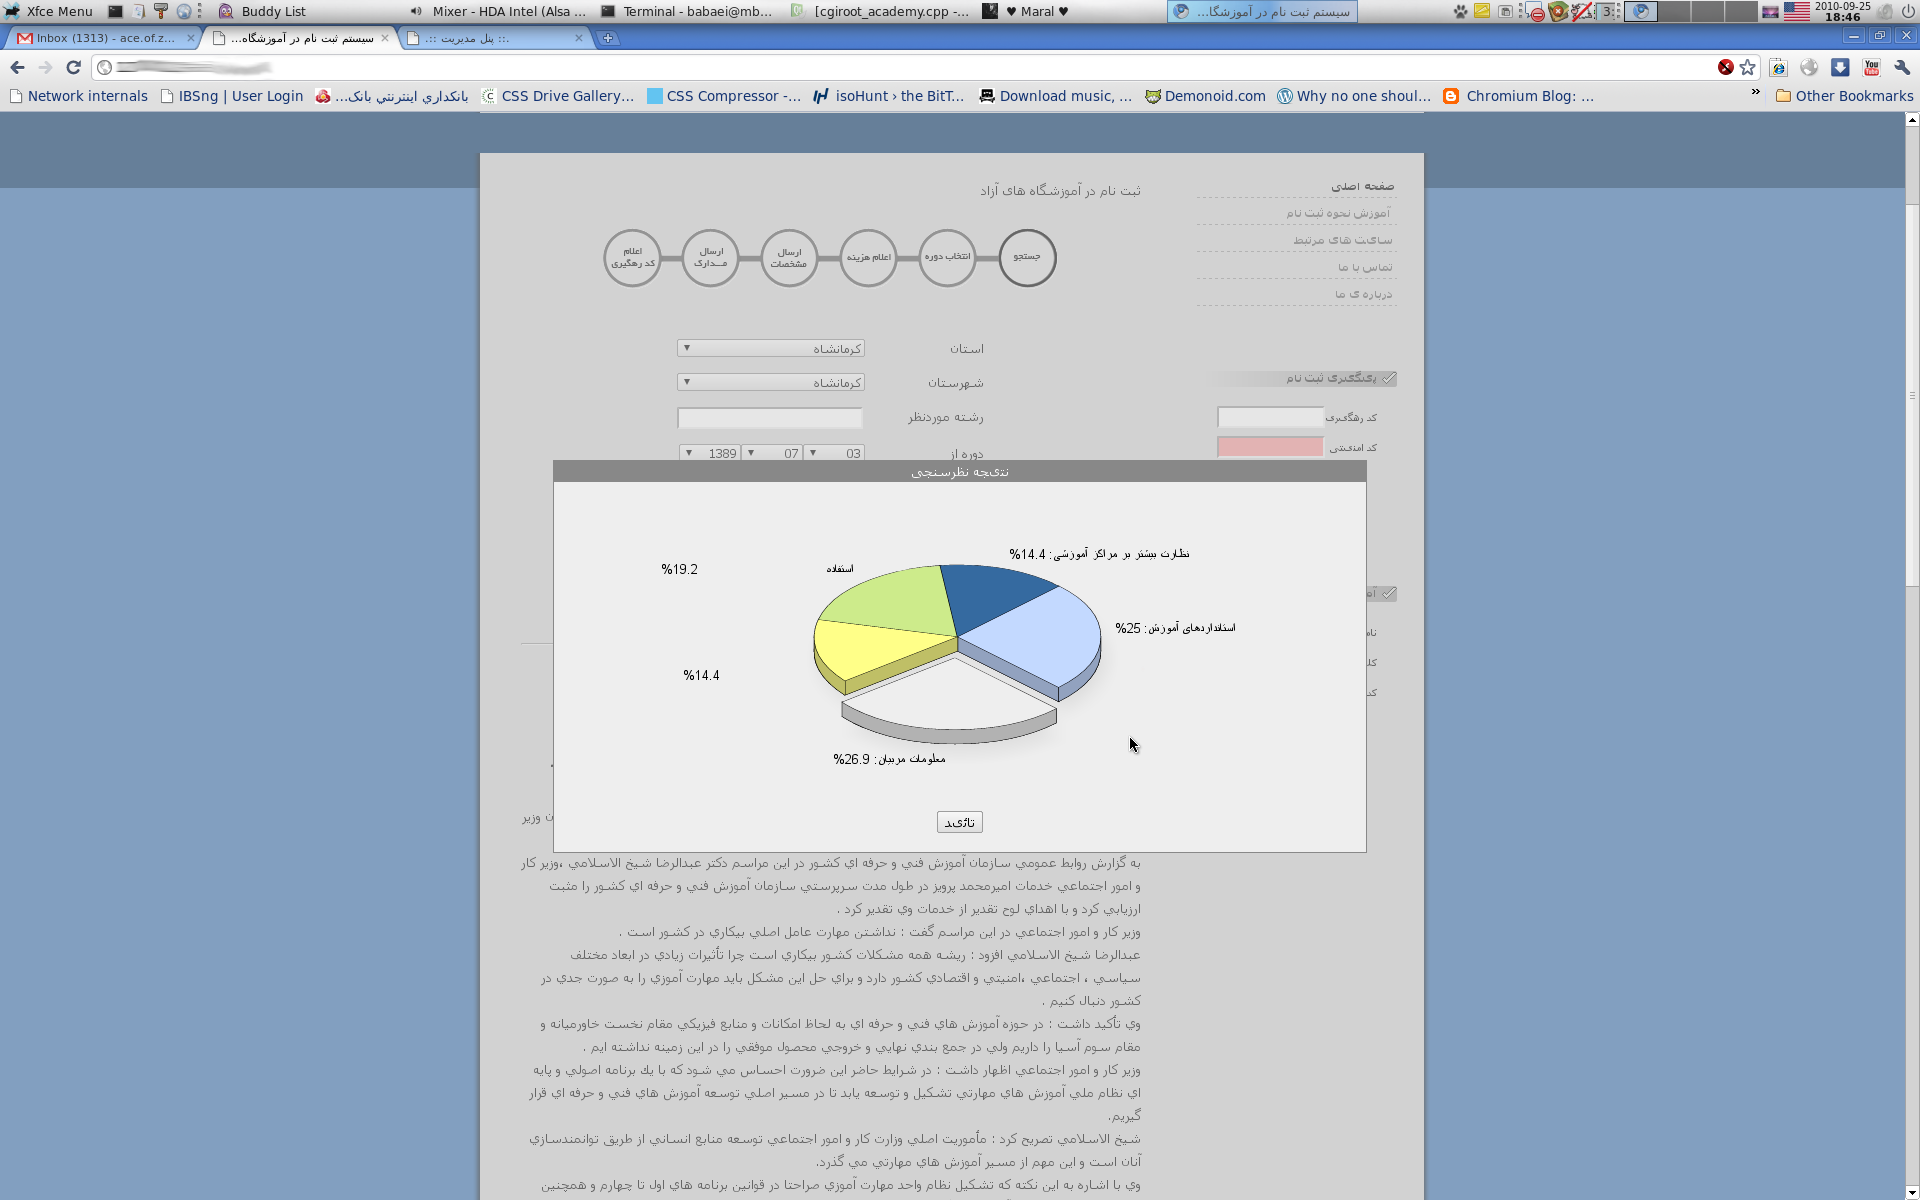 Xfce Menu
Buddy List
Mixer - HDA Intel (Alsa ...
Terminal - babaei@mb...
[cgiroot_academy.cpp -...
♥ Maral ♥
سیستم ثبت نام در آموزشگا...
3
2010-09-25
18:46
Inbox (1313) - ace.of.z...
سیستم ثبت نام در آموزشگاه...
.:: پنل مدیریت ::.
Network internals
IBSng | User Login
بانكداري اينترنتي بانک...
CSS Drive Gallery...
CSS Compressor -...
isoHunt › the BitT...
Download music, ...
Demonoid.com
Why no one shoul...
Chromium Blog: ...
»
Other Bookmarks
صفحه اصلی
آموزش نحوه ثبت نام
سایت های مرتبط
تماس با ما
درباره ی ما
ثبت نام در آموزشگاه های آزاد
جستجو
انتخاب دوره
اعلام هزینه
ارسال مشخصات
ارسال مـــدارک
اعلام کد رهگیری
استان
کرمانشاه
شهرستان
کرمانشاه
رشته موردنظر
دوره از
03
07
1389
پیگیری ثبت نام
کد رهگیری
کد امنیتی
نتیجه نظرسنجی
نظارت بیشتر بر مراکز آموزشی: 14.4%
استانداردهای آموزش: 25%
استفاده
19.2%
14.4%
معلومات مربیان: 26.9%
تائید
ن وزير
به گزارش روابط عمومي سازمان آموزش فني و حرفه اي كشور در اين مراسم دكتر عبدالرضا شيخ الاسلامي ،وزير كار
و امور اجتماعي خدمات اميرمحمد پرويز در طول مدت سرپرستي سازمان آموزش فني و حرفه اي كشور را مثبت
ارزيابي كرد و با اهداي لوح تقدير از خدمات وي تقدير كرد .
وزير كار و امور اجتماعي در اين مراسم گفت : نداشتن مهارت عامل اصلي بيكاري در كشور است .
عبدالرضا شيخ الاسلامي افزود : ريشه همه مشكلات كشور بيكاري است چرا تأثيرات زيادي در ابعاد مختلف
سياسي ، اجتماعي ،امنيتي و اقتصادي كشور دارد و براي حل اين مشكل بايد مهارت آموزي را به صورت جدي در
كشور دنبال كنيم .
وي تأكيد داشت : در حوزه آموزش هاي فني و حرفه اي به لحاظ امكانات و منابع فيزيكي مقام نخست خاورميانه و
مقام سوم آسيا را داريم ولي در جمع بندي نهايي و خروجي محصول موفقي را در اين زمينه نداشته ايم .
وزير كار و امور اجتماعي اظهار داشت : در شرايط حاضر اين ضرورت احساس مي شود كه با يك برنامه اصولي و پايه
اي نظام ملي آموزش هاي مهارتي تشكيل و توسعه يابد تا در مسير اصلي توسعه آموزش هاي فني و حرفه اي قرار
گيريم.
شيخ الاسلامي تصريح كرد : مأموريت اصلي وزارت كار و امور اجتماعي توسعه منابع انساني از طريق توانمندسازي
آنان است و اين مهم از مسير آموزش هاي مهارتي مي گذرد.
وي با اشاره به اين نكته كه تشكيل نظام واحد مهارت آموزي صراحتا در قوانين برنامه هاي اول تا چهارم و همچنين